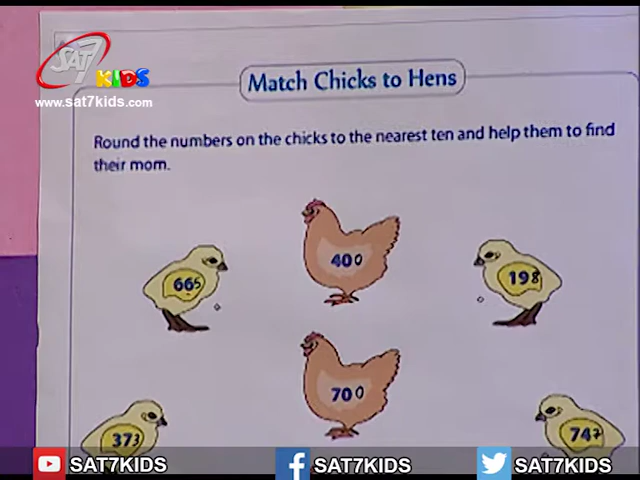 SAT7
KIDS
www.sat7kids.com
Match Chicks to Hens
Round the numbers on the chicks to the nearest ten and help them to find
their mom.
400
665
198
700
373
747
SAT7KIDS
SAT7KIDS
SAT7KIDS